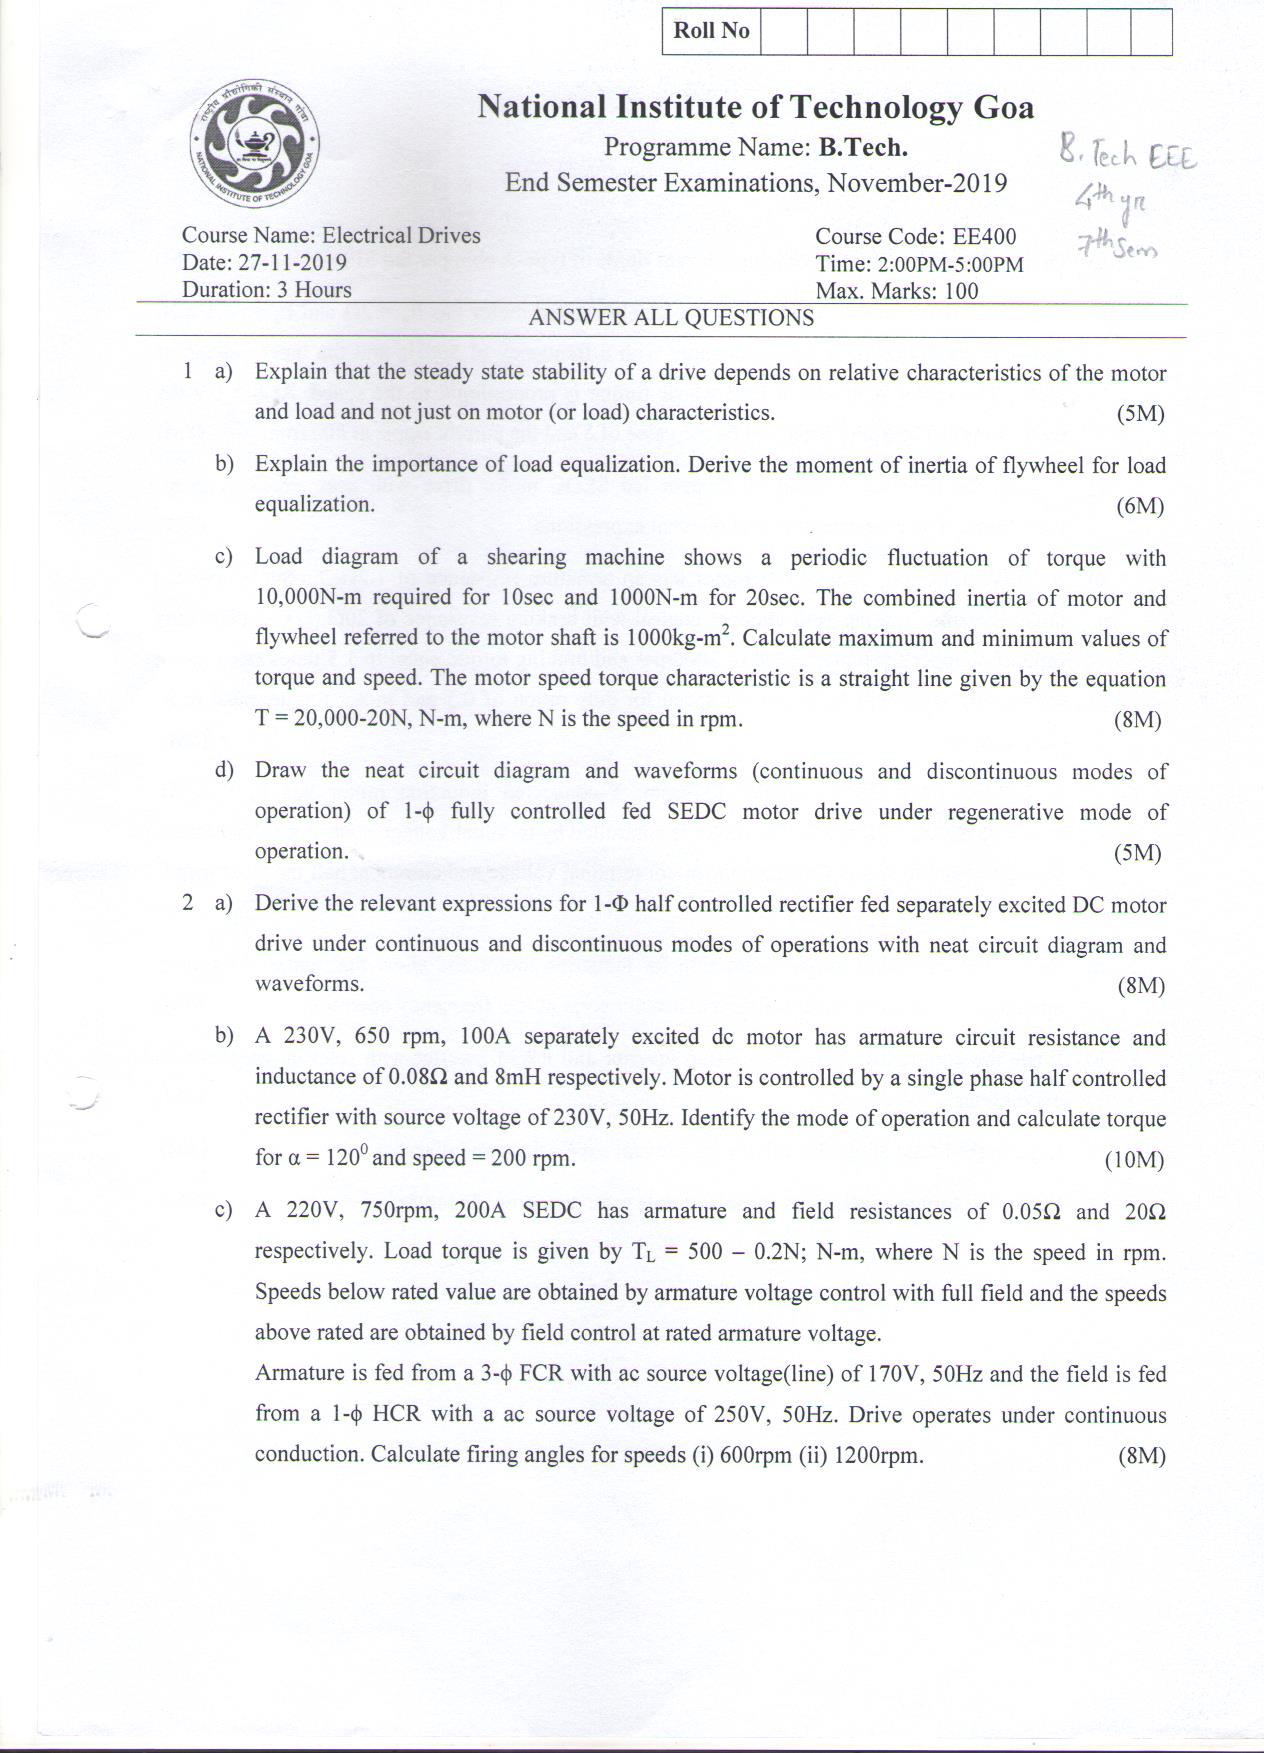 Roll No
राष्ट्रीय प्रौद्योगिकी संस्थान गोवा
NATIONAL INSTITUTE OF TECHNOLOGY GOA
National Institute of Technology Goa
Programme Name: B.Tech.
End Semester Examinations, November-2019
B. Tech EEE
4th yr
7th Sem
Course Name: Electrical Drives
Course Code: EE400
Date: 27-11-2019
Time: 2:00PM-5:00PM
Duration: 3 Hours
Max. Marks: 100
ANSWER ALL QUESTIONS
1 a) Explain that the steady state stability of a drive depends on relative characteristics of the motor
and load and not just on motor (or load) characteristics. (5M)
b) Explain the importance of load equalization. Derive the moment of inertia of flywheel for load
equalization. (6M)
c) Load diagram of a shearing machine shows a periodic fluctuation of torque with
10,000N-m required for 10sec and 1000N-m for 20sec. The combined inertia of motor and
flywheel referred to the motor shaft is 1000kg-m². Calculate maximum and minimum values of
torque and speed. The motor speed torque characteristic is a straight line given by the equation
T = 20,000-20N, N-m, where N is the speed in rpm. (8M)
d) Draw the neat circuit diagram and waveforms (continuous and discontinuous modes of
operation) of 1-ϕ fully controlled fed SEDC motor drive under regenerative mode of
operation. (5M)
2 a) Derive the relevant expressions for 1-Φ half controlled rectifier fed separately excited DC motor
drive under continuous and discontinuous modes of operations with neat circuit diagram and
waveforms. (8M)
b) A 230V, 650 rpm, 100A separately excited dc motor has armature circuit resistance and
inductance of 0.08Ω and 8mH respectively. Motor is controlled by a single phase half controlled
rectifier with source voltage of 230V, 50Hz. Identify the mode of operation and calculate torque
for α = 120⁰ and speed = 200 rpm. (10M)
c) A 220V, 750rpm, 200A SEDC has armature and field resistances of 0.05Ω and 20Ω
respectively. Load torque is given by T_L = 500 – 0.2N; N-m, where N is the speed in rpm.
Speeds below rated value are obtained by armature voltage control with full field and the speeds
above rated are obtained by field control at rated armature voltage.
Armature is fed from a 3-ϕ FCR with ac source voltage(line) of 170V, 50Hz and the field is fed
from a 1-ϕ HCR with a ac source voltage of 250V, 50Hz. Drive operates under continuous
conduction. Calculate firing angles for speeds (i) 600rpm (ii) 1200rpm. (8M)